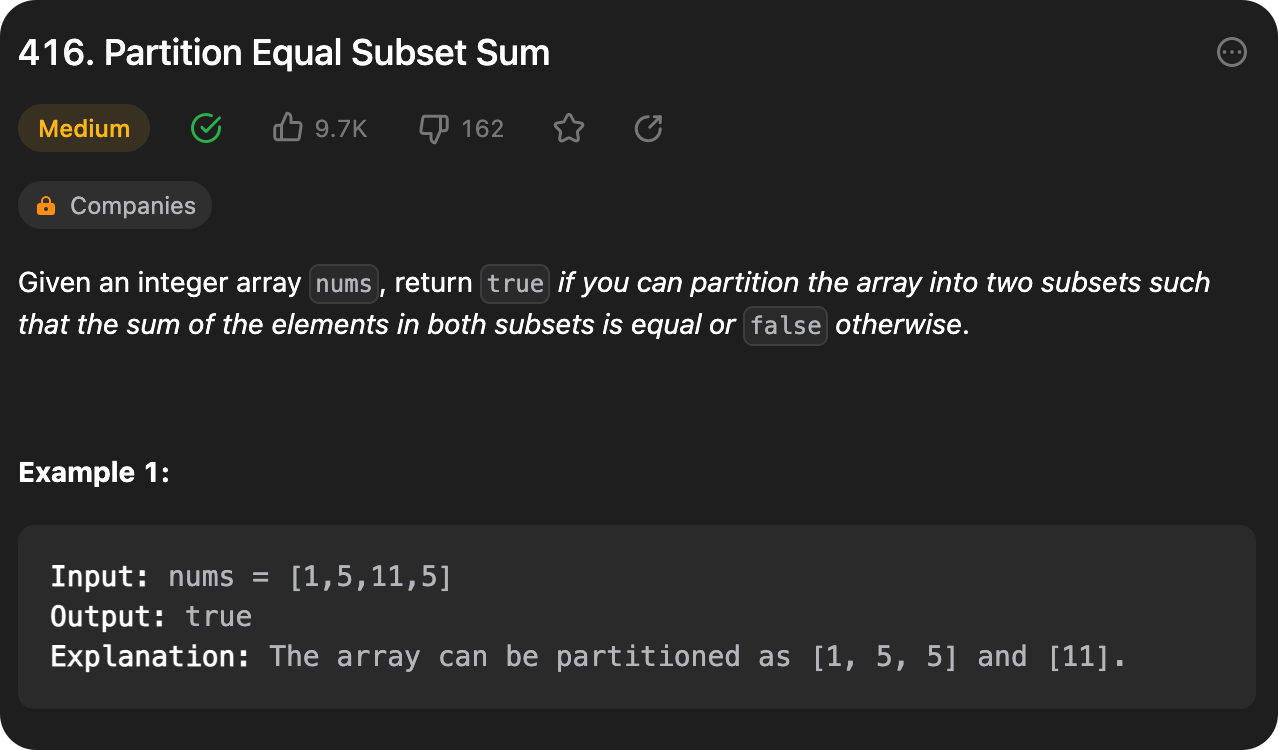 416. Partition Equal Subset Sum
Medium 9.7K 162
Companies
Given an integer array nums, return true if you can partition the array into two subsets such
that the sum of the elements in both subsets is equal or false otherwise.
Example 1:
Input: nums = [1,5,11,5]
Output: true
Explanation: The array can be partitioned as [1, 5, 5] and [11].